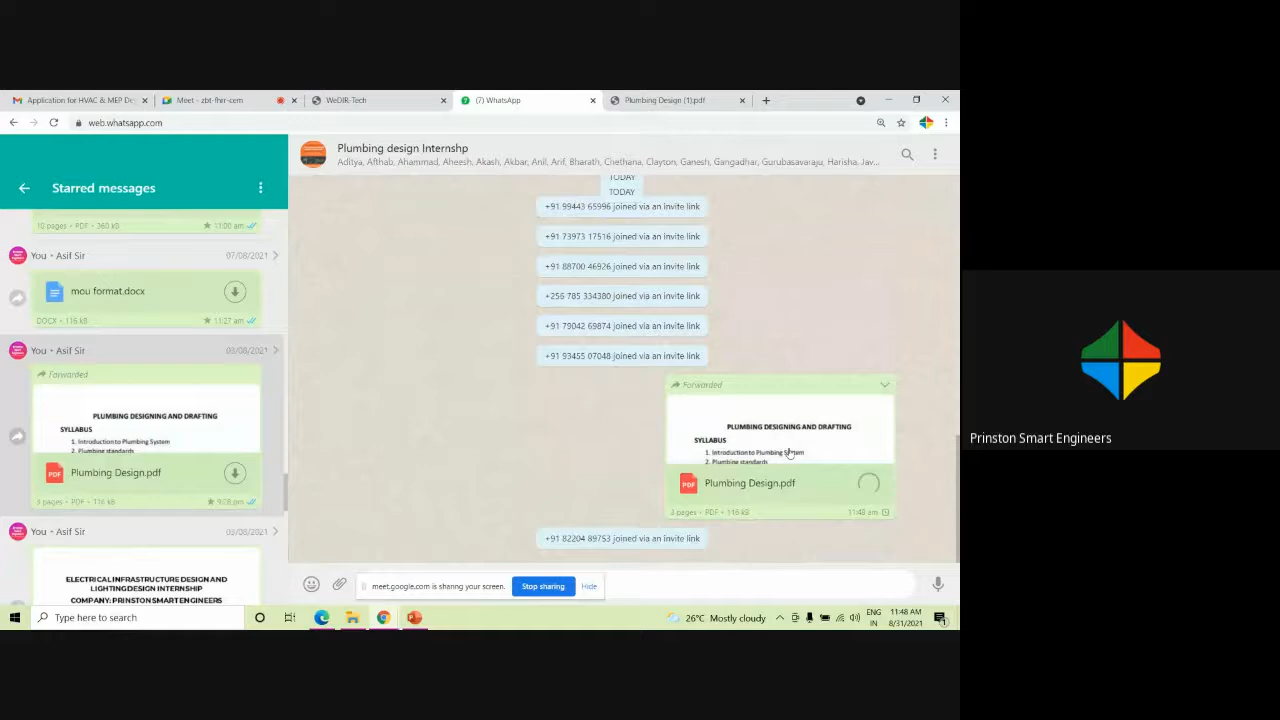 Application for HVAC & MEP De
Meet - zbt-fher-cem
WeDIR-Tech
(7) WhatsApp
Plumbing Design (1).pdf
web.whatsapp.com
Starred messages
10 pages • PDF • 360 kB
11:00 am
You • Asif Sir
07/08/2021
mou format.docx
DOCX • 116 kB
11:27 am
You • Asif Sir
03/08/2021
Forwarded
PLUMBING DESIGNING AND DRAFTING
SYLLABUS
1. Introduction to Plumbing System
2. Plumbing standards
Plumbing Design.pdf
3 pages • PDF • 116 kB
9:28 pm
You • Asif Sir
03/08/2021
ELECTRICAL INFRASTRUCTURE DESIGN AND
LIGHTING DESIGN INTERNSHIP
COMPANY: PRINSTON SMART ENGINEERS
Plumbing design Internshp
Aditya, Afthab, Ahammad, Aheesh, Akash, Akbar, Anil, Arif, Bharath, Chethana, Clayton, Ganesh, Gangadhar, Gurubasavaraju, Harisha, Jav...
TODAY
TODAY
+91 99443 65996 joined via an invite link
+91 73973 17516 joined via an invite link
+91 88700 46926 joined via an invite link
+256 785 334380 joined via an invite link
+91 79042 69874 joined via an invite link
+91 93455 07048 joined via an invite link
Forwarded
PLUMBING DESIGNING AND DRAFTING
SYLLABUS
1. Introduction to Plumbing System
2. Plumbing standards
Plumbing Design.pdf
3 pages • PDF • 116 kB
11:48 am
+91 82204 89753 joined via an invite link
meet.google.com is sharing your screen.
Stop sharing
Hide
Type here to search
26°C Mostly cloudy
ENG
IN
11:48 AM
8/31/2021
Prinston Smart Engineers